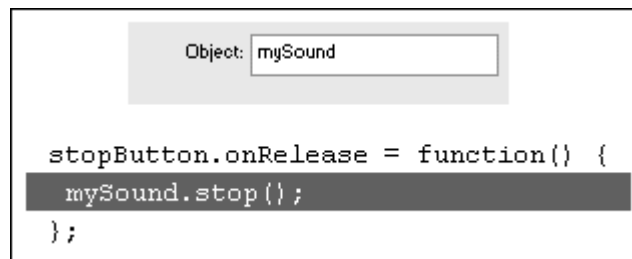 Object: mySound
stopButton.onRelease = function() {
mySound.stop();
};